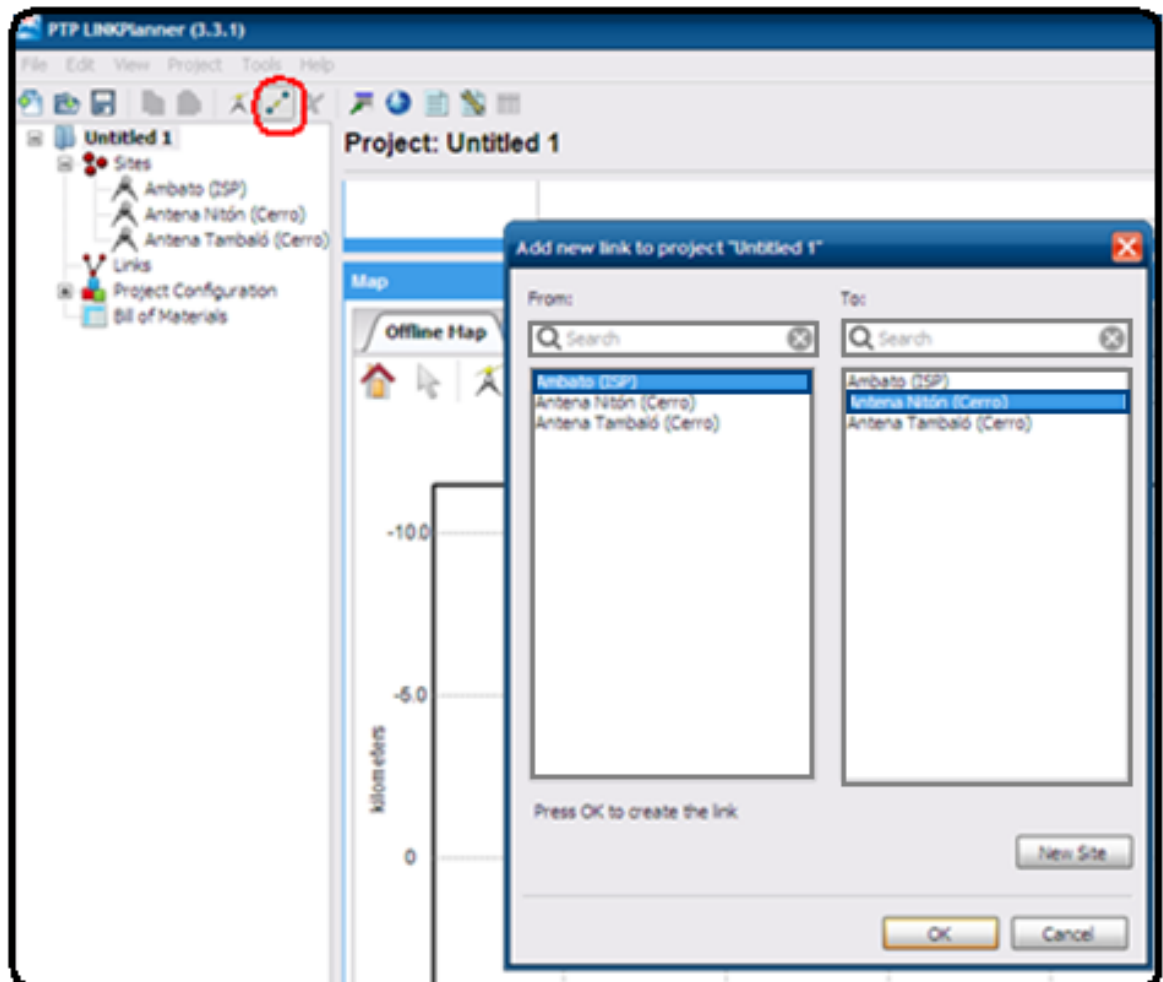 PTP LINKPlanner (3.3.1)
File Edit View Project Tools Help
Untitled 1
Sites
Ambato (ISP)
Antena Nitón (Cerro)
Antena Tambaló (Cerro)
Links
Project Configuration
Bill of Materials
Project: Untitled 1
Map
Offline Map
-10.0
-5.0
0
kilometers
Add new link to project "Untitled 1"
From:
Search
Ambato (ISP)
Antena Nitón (Cerro)
Antena Tambaló (Cerro)
To:
Search
Ambato (ISP)
Antena Nitón (Cerro)
Antena Tambaló (Cerro)
Press OK to create the link
New Site
OK
Cancel